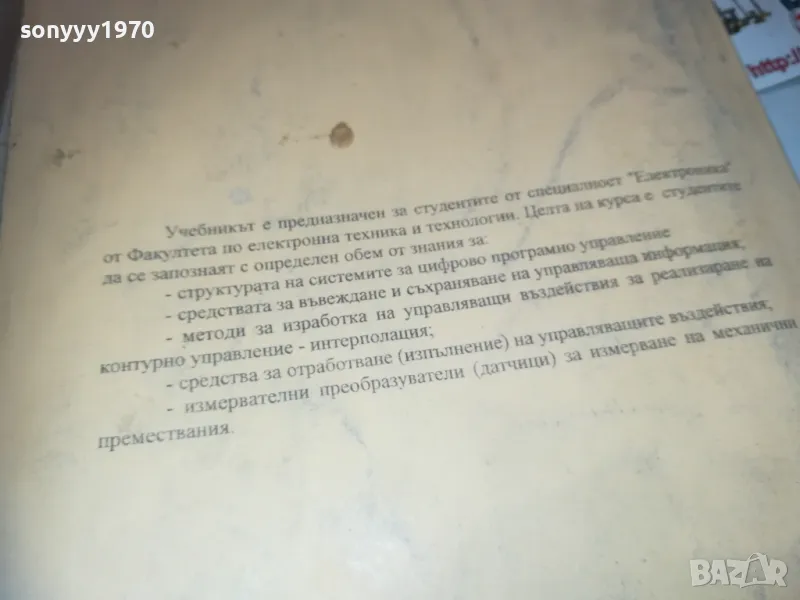 sonyyy1970
http://
Учебникът е предназначен за студентите от специалност "Електроника"
от Факултета по електронна техника и технологии. Целта на курса е студентите
да се запознаят с определен обем от знания за:
- структурата на системите за цифрово програмно управление
- средствата за въвеждане и съхраняване на управляваща информация;
- методи за изработка на управляващи въздействия за реализиране на
контурно управление - интерполация;
- средства за отработване (изпълнение) на управляващите въздействия;
- измервателни преобразуватели (датчици) за измерване на механични
премествания.
BAZAR